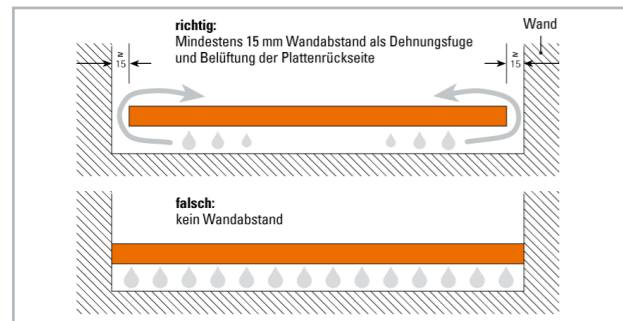 richtig:
Mindestens 15 mm Wandabstand als Dehnungsfuge
und Belüftung der Plattenrückseite
Wand
≥
15
≥
15
falsch:
kein Wandabstand